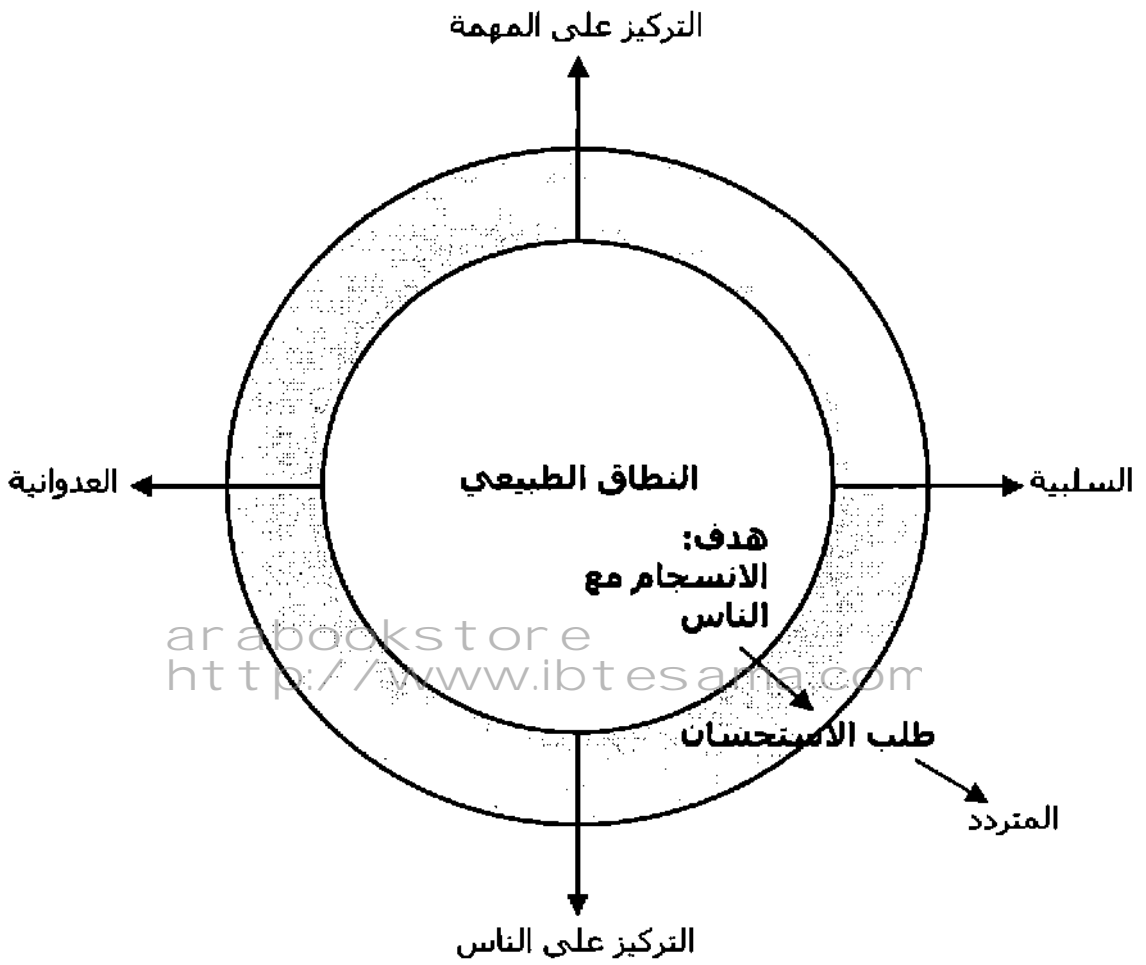 التركيز على المهمة
السلبية
العدوانية
النطاق الطبيعي
هدف:
الانسجام مع
الناس
arabookstore
http://www.ibtesama.com
طلب الاستحسان
المتردد
التركيز على الناس